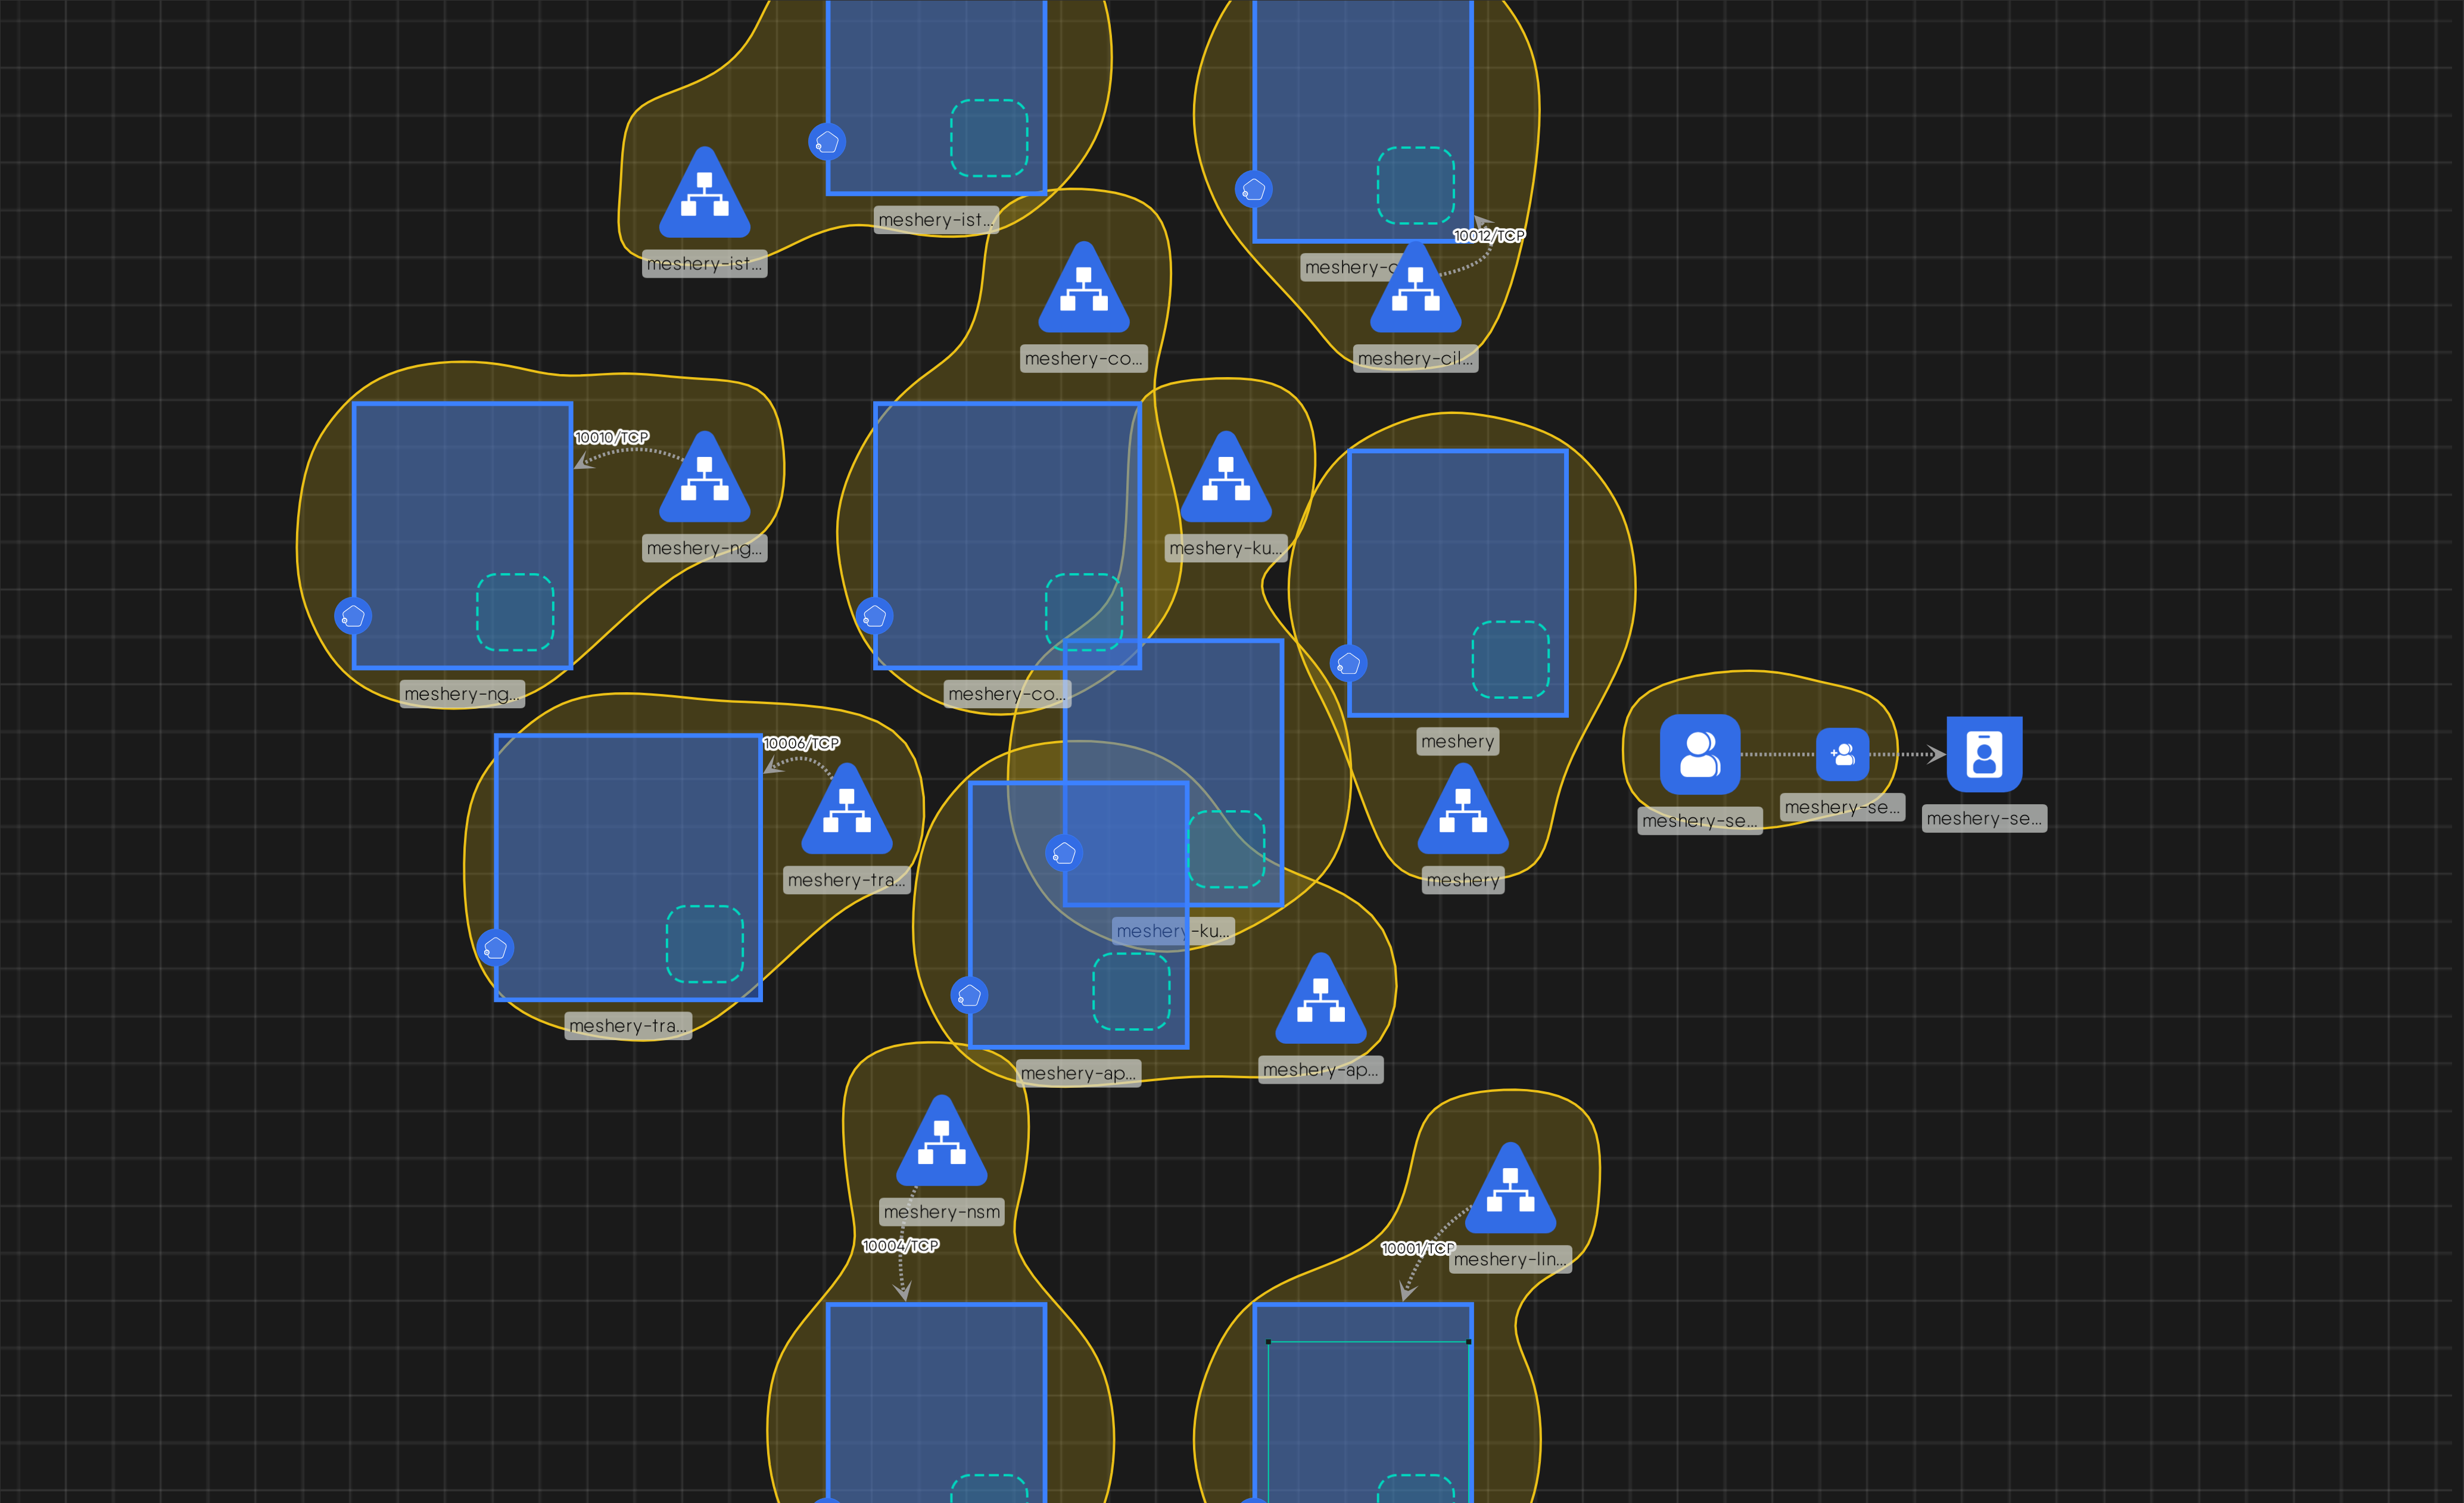 meshery-ist...
meshery-ist...
10012/TCP
meshery-c
meshery-cil...
meshery-co...
10010/TCP
meshery-ng...
meshery-ku...
meshery-ng...
meshery-co...
meshery
10006/TCP
meshery-se...
meshery-se...
meshery-se...
meshery-tra...
meshery
meshery-ku...
meshery-tra...
meshery-ap...
meshery-ap...
meshery-nsm
10004/TCP
10001/TCP
meshery-lin...